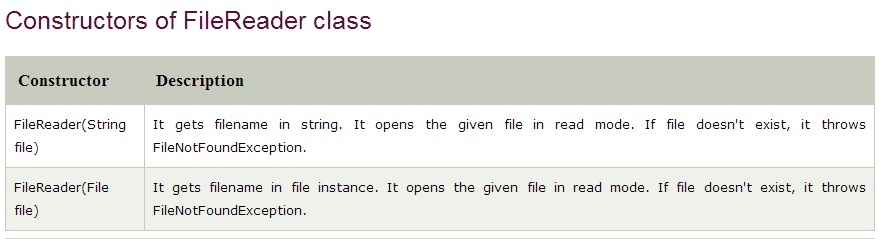 Constructors of FileReader class
Constructor Description
FileReader(String It gets filename in string. It opens the given file in read mode. If file doesn't exist, it throws
file) FileNotFoundException.
FileReader(File It gets filename in file instance. It opens the given file in read mode. If file doesn't exist, it throws
file) FileNotFoundException.